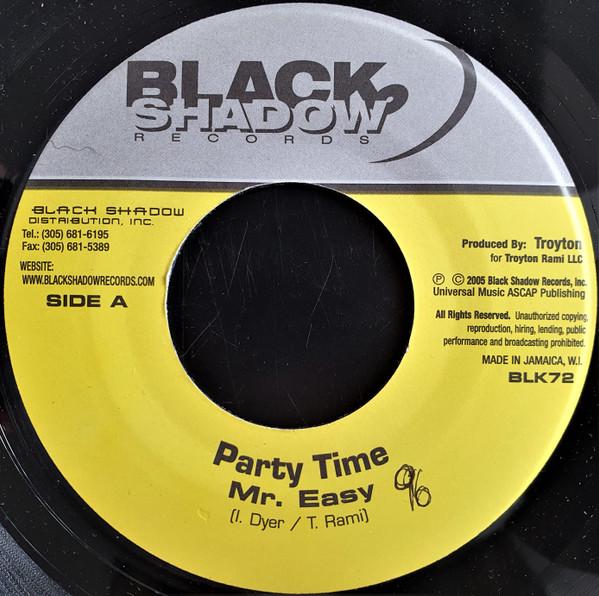 BLACK
SHADOW
RECORDS
BLACK SHADOW
DISTRIBUTION, INC.
Tel.: (305) 681-6195
Fax: (305) 681-5389
WEBSITE:
WWW.BLACKSHADOWRECORDS.COM
SIDE A
Produced By: Troyton
for Troyton Rami LLC
Ⓟ © 2005 Black Shadow Records, Inc.
Universal Music ASCAP Publishing
All Rights Reserved. Unauthorized copying,
reproduction, hiring, lending, public
performance and broadcasting prohibited.
MADE IN JAMAICA, W.I.
BLK72
Party Time
Mr. Easy
96
(I. Dyer / T. Rami)